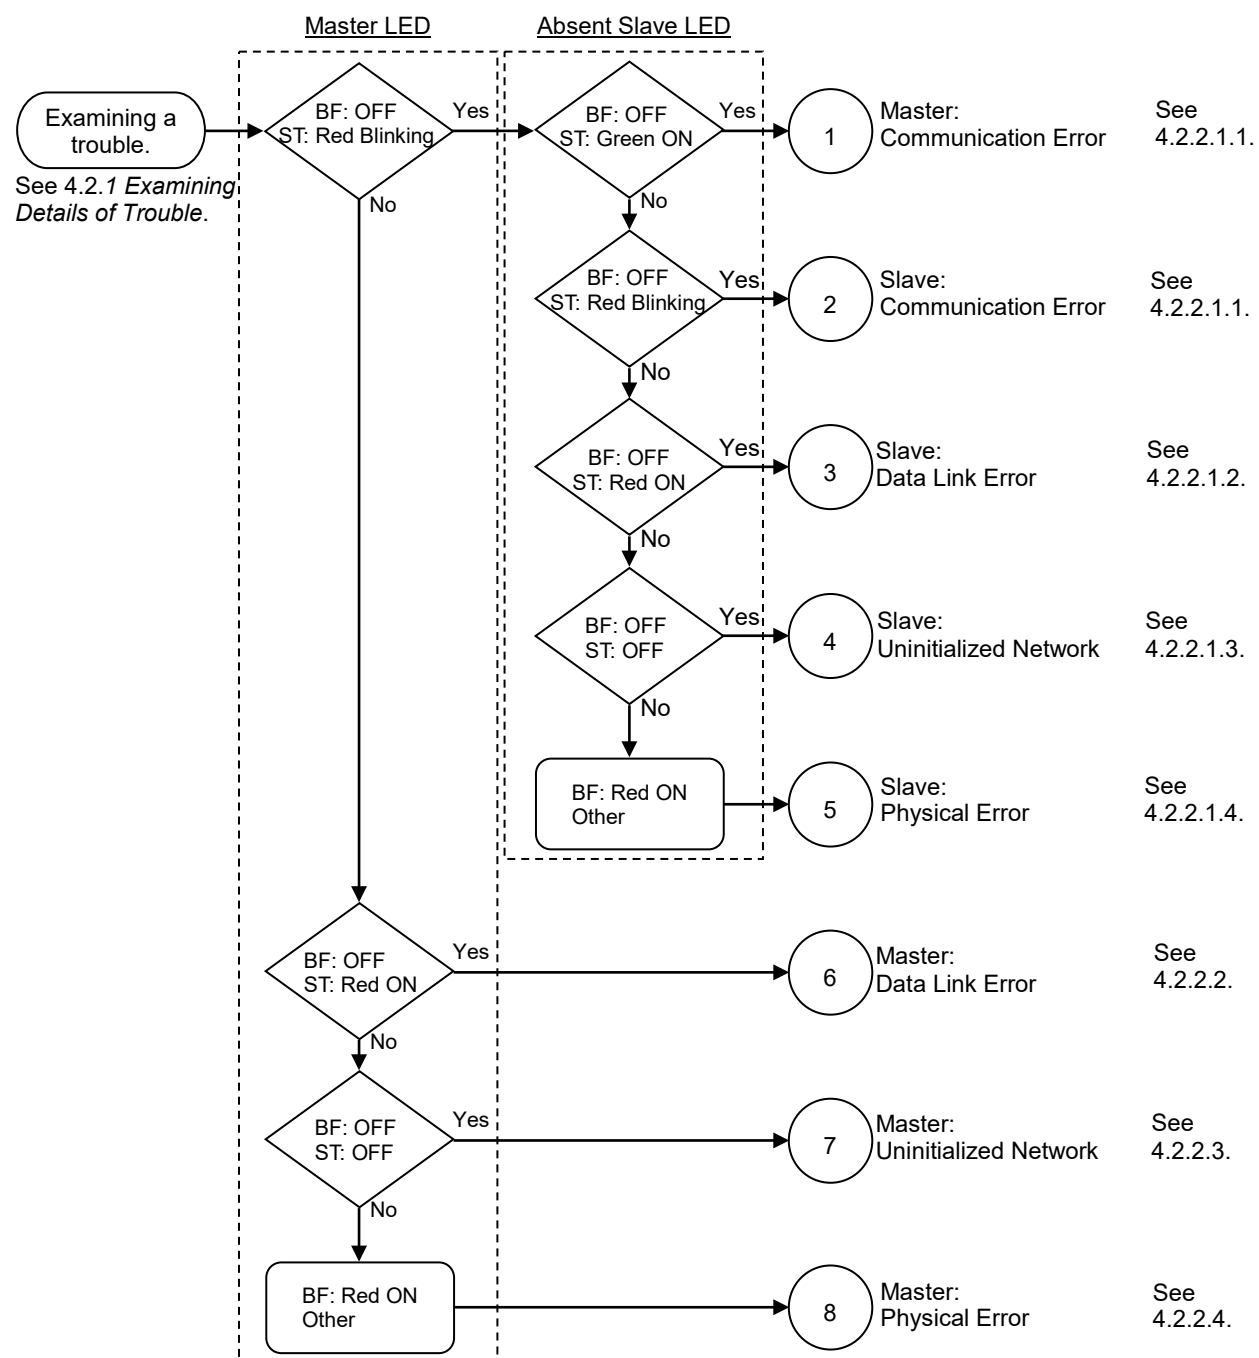 Master LED
Absent Slave LED
Examining a
trouble.
See 4.2.1 Examining
Details of Trouble.
BF: OFF
ST: Red Blinking
Yes
No
BF: OFF
ST: Green ON
Yes
No
1
Master:
Communication Error
See
4.2.2.1.1.
BF: OFF
ST: Red Blinking
Yes
No
2
Slave:
Communication Error
See
4.2.2.1.1.
BF: OFF
ST: Red ON
Yes
No
3
Slave:
Data Link Error
See
4.2.2.1.2.
BF: OFF
ST: OFF
Yes
No
4
Slave:
Uninitialized Network
See
4.2.2.1.3.
BF: Red ON
Other
5
Slave:
Physical Error
See
4.2.2.1.4.
BF: OFF
ST: Red ON
Yes
No
6
Master:
Data Link Error
See
4.2.2.2.
BF: OFF
ST: OFF
Yes
No
7
Master:
Uninitialized Network
See
4.2.2.3.
BF: Red ON
Other
8
Master:
Physical Error
See
4.2.2.4.